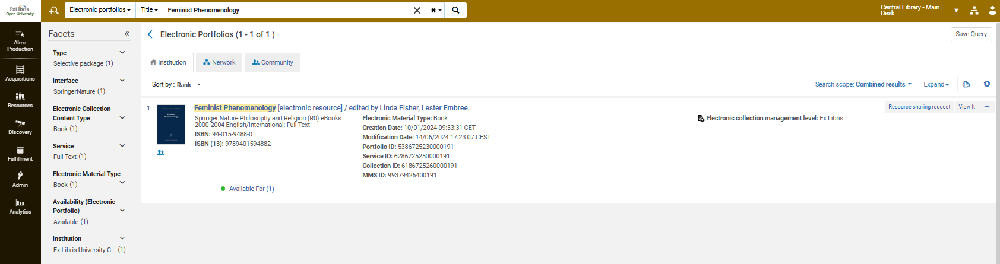 ExLibris
Open University
Electronic portfolios
Title
Feminist Phenomenology
Central Library - Main
Desk
Alma
Production
Acquisitions
Resources
Discovery
Fulfillment
Admin
Analytics
Facets
Type
Selective package (1)
Interface
SpringerNature (1)
Electronic Collection
Content Type
Book (1)
Service
Full Text (1)
Electronic Material Type
Book (1)
Availability (Electronic
Portfolio)
Available (1)
Institution
Ex Libris University C... (1)
Electronic Portfolios (1 - 1 of 1 )
Save Query
Institution
Network
Community
Sort by : Rank
Search scope: Combined results
Expand
1
Feminist Phenomenology [electronic resource] / edited by Linda Fisher, Lester Embree.
Resource sharing request
View It
...
Feminist
Phenomenology
Springer Nature Philosophy and Religion (R0) eBooks
2000-2004 English/International: Full Text
ISBN: 94-015-9488-0
ISBN (13): 9789401594882
Electronic Material Type: Book
Creation Date: 10/01/2024 09:33:31 CET
Modification Date: 14/06/2024 17:23:07 CEST
Portfolio ID: 5386725230000191
Service ID: 6286725250000191
Collection ID: 6186725260000191
MMS ID: 99379426400191
Electronic collection management level: Ex Libris
Available For (1)